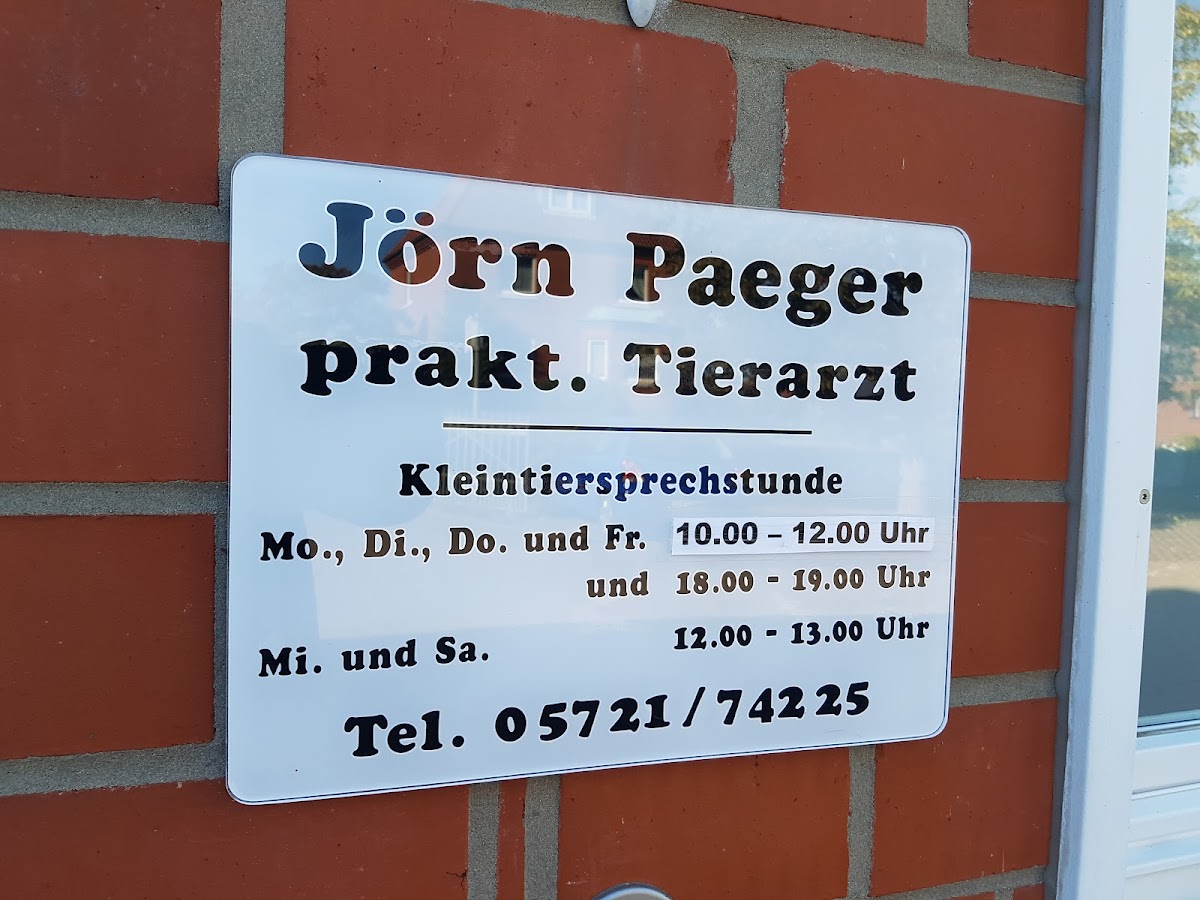 Jörn Paeger
prakt. Tierarzt
Kleintiersprechstunde
Mo., Di., Do. und Fr. 10.00 – 12.00 Uhr
und 18.00 - 19.00 Uhr
Mi. und Sa. 12.00 - 13.00 Uhr
Tel. 05721/74225